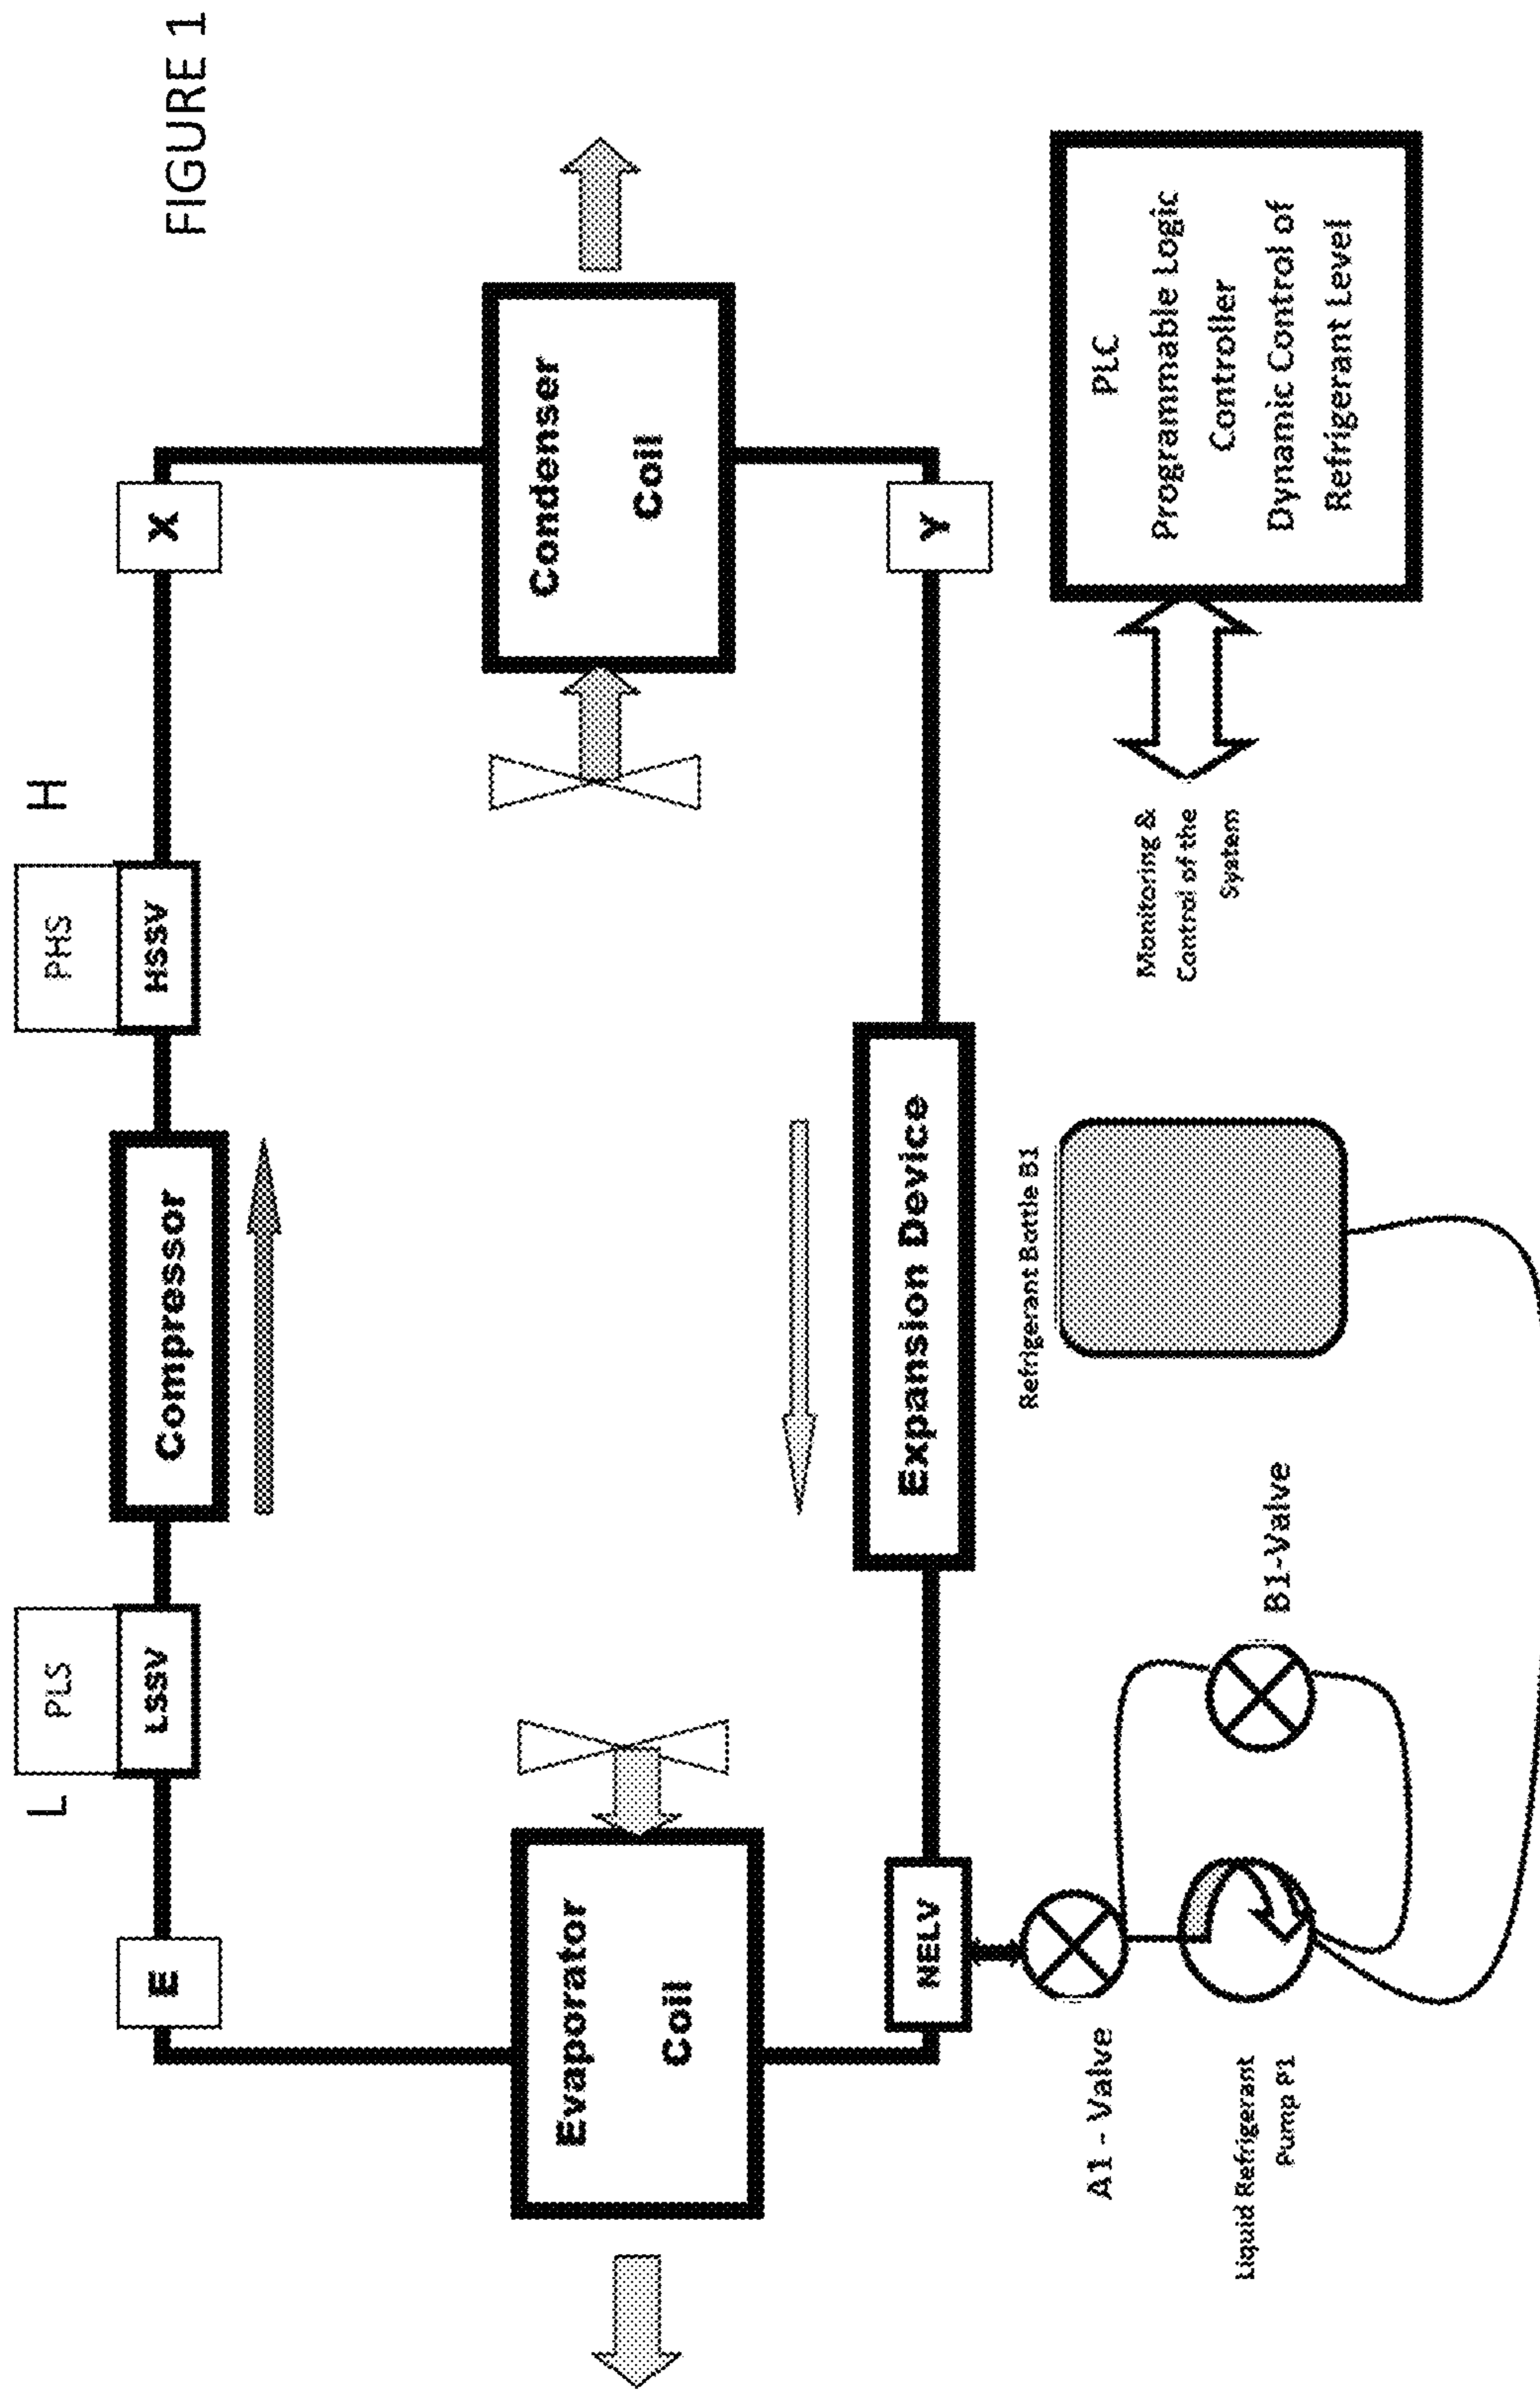 FIGURE 1
L
H
PLS
PHS
E
LSSV
Compressor
HSSV
X
Evaporator
Coil
Condenser
Coil
NELV
Expansion Device
Y
A1 - Valve
Liquid Refrigerant
Pump P1
B1-Valve
Refrigerant Bottle B1
Monitoring &
Control of the
System
PLC
Programmable Logic
Controller
Dynamic Control of
Refrigerant Level